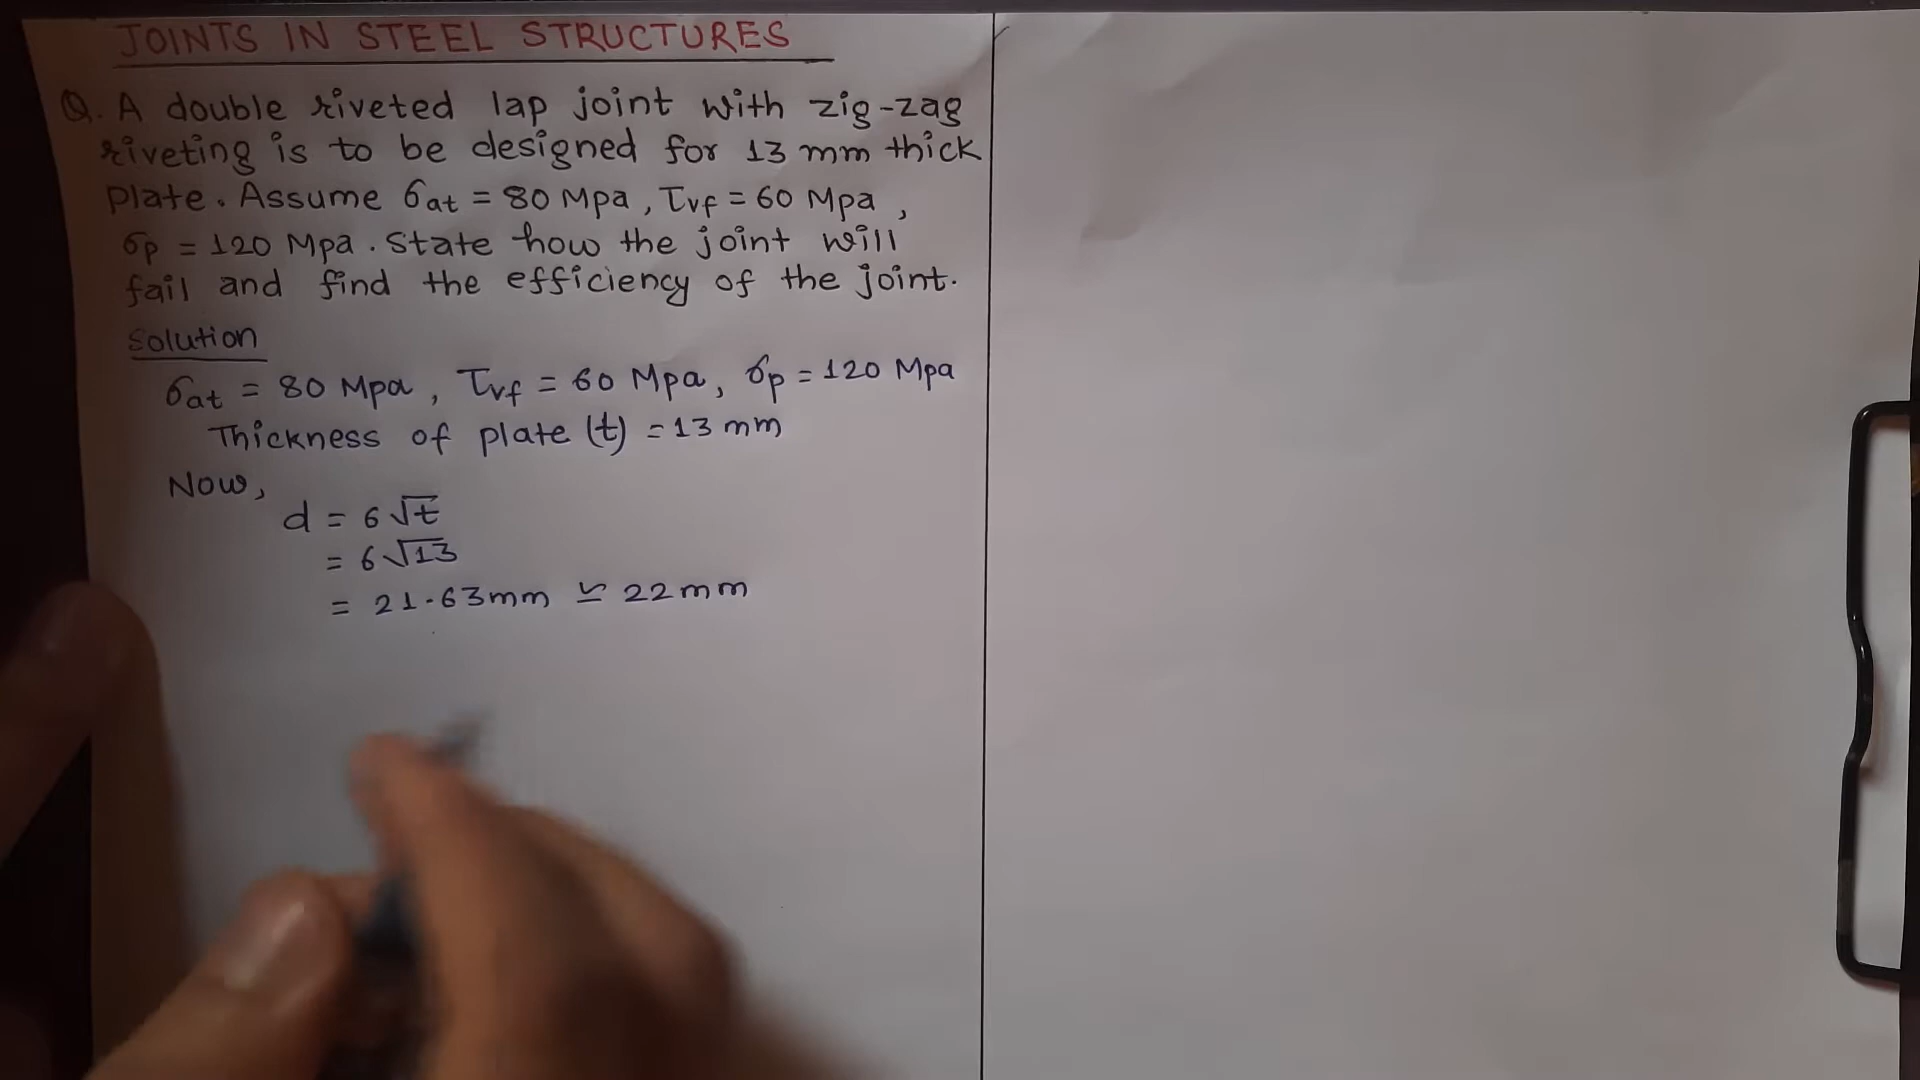 JOINTS IN STEEL STRUCTURES
Q. A double riveted lap joint with zig-zag
riveting is to be designed for 13 mm thick
plate. Assume σat = 80 Mpa, τvf = 60 Mpa,
σp = 120 Mpa. State how the joint will
fail and find the efficiency of the joint.
Solution
σat = 80 Mpa, τvf = 60 Mpa, σp = 120 Mpa
Thickness of plate (t) = 13 mm
Now,
d = 6√t
= 6√13
= 21.63mm ≃ 22mm